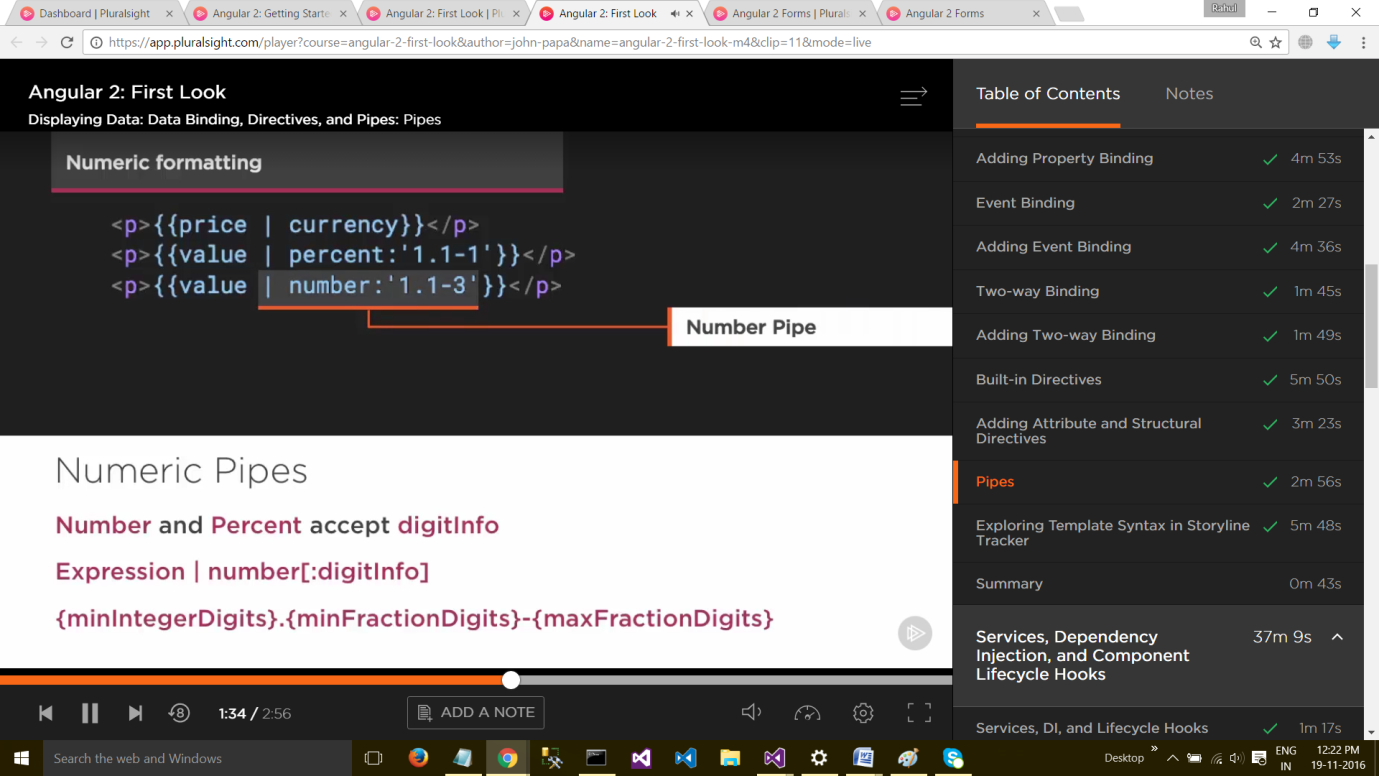 Dashboard | Pluralsight
Angular 2: Getting Starte
Angular 2: First Look | Pl
Angular 2: First Look
Angular 2 Forms | Plurals
Angular 2 Forms
Rahul
https://app.pluralsight.com/player?course=angular-2-first-look&author=john-papa&name=angular-2-first-look-m4&clip=11&mode=live
Angular 2: First Look
Displaying Data: Data Binding, Directives, and Pipes: Pipes
Numeric formatting
<p>{{price | currency}}</p>
<p>{{value | percent:'1.1-1'}}</p>
<p>{{value | number:'1.1-3'}}</p>
Number Pipe
Numeric Pipes
Number and Percent accept digitInfo
Expression | number[:digitInfo]
{minIntegerDigits}.{minFractionDigits}-{maxFractionDigits}
8
1:34 / 2:56
ADD A NOTE
Table of Contents
Notes
Adding Property Binding 4m 53s
Event Binding 2m 27s
Adding Event Binding 4m 36s
Two-way Binding 1m 45s
Adding Two-way Binding 1m 49s
Built-in Directives 5m 50s
Adding Attribute and Structural 3m 23s
Directives
Pipes 2m 56s
Exploring Template Syntax in Storyline 5m 48s
Tracker
Summary 0m 43s
Services, Dependency 37m 9s
Injection, and Component
Lifecycle Hooks
Services, DI, and Lifecycle Hooks 1m 17s
Search the web and Windows
Desktop
ENG
IN
12:22 PM
19-11-2016